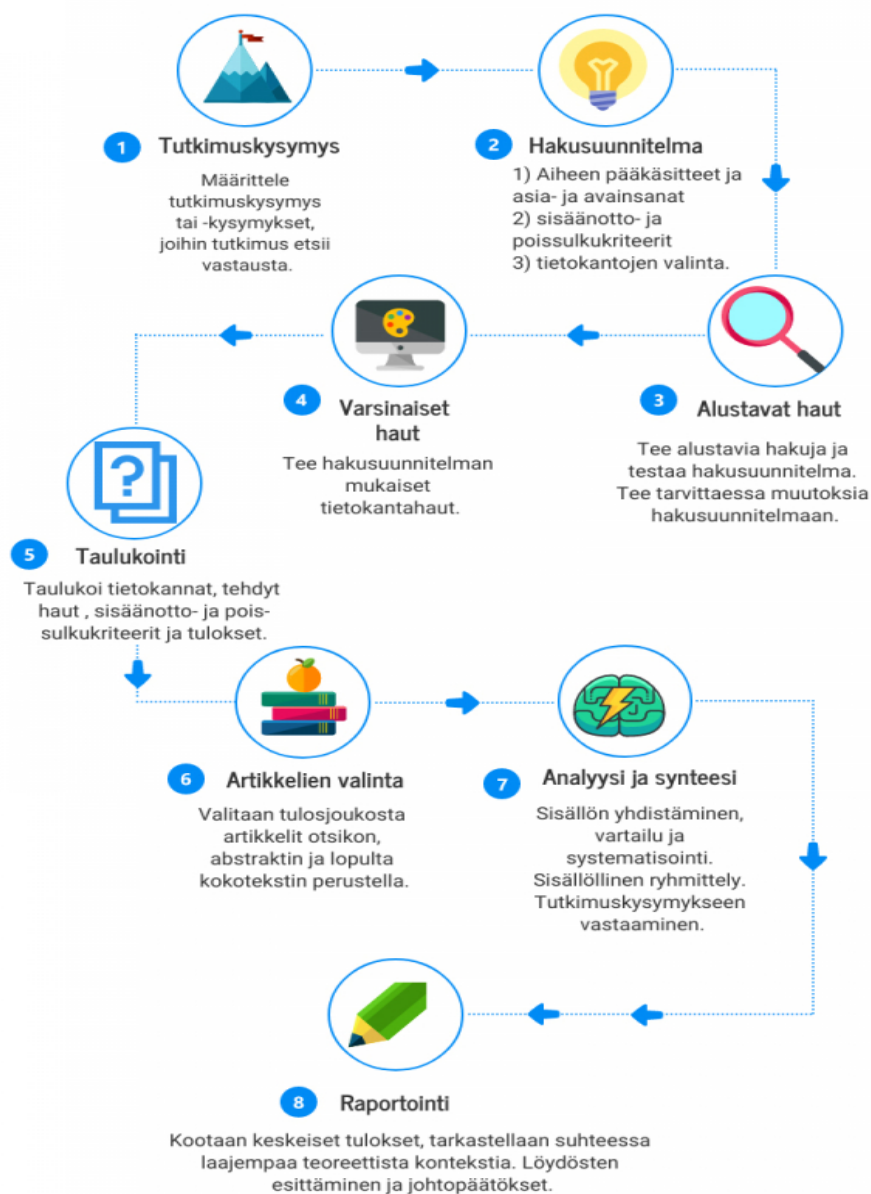 1 Tutkimuskysymys
Määrittele
tutkimuskysymys
tai -kysymykset,
joihin tutkimus etsii
vastausta.
2 Hakusuunnitelma
1) Aiheen pääkäsitteet ja
asia- ja avainsanat
2) sisäänotto- ja
poissulkukriteerit
3) tietokantojen valinta.
3 Alustavat haut
Tee alustavia hakuja ja
testaa hakusuunnitelma.
Tee tarvittaessa muutoksia
hakusuunnitelmaan.
4 Varsinaiset
haut
Tee hakusuunnitelman
mukaiset
tietokantahaut.
?
5 Taulukointi
Taulukoi tietokannat, tehdyt
haut , sisäänotto- ja pois-
sulkukriteerit ja tulokset.
6 Artikkelien valinta
Valitaan tulosjoukosta
artikkelit otsikon,
abstraktin ja lopulta
kokotekstin perustella.
7 Analyysi ja synteesi
Sisällön yhdistäminen,
vartailu ja
systematisointi.
Sisällöllinen ryhmittely.
Tutkimuskysymykseen
vastaaminen.
8 Raportointi
Kootaan keskeiset tulokset, tarkastellaan suhteessa
laajempaa teoreettista kontekstia. Löydösten
esittäminen ja johtopäätökset.